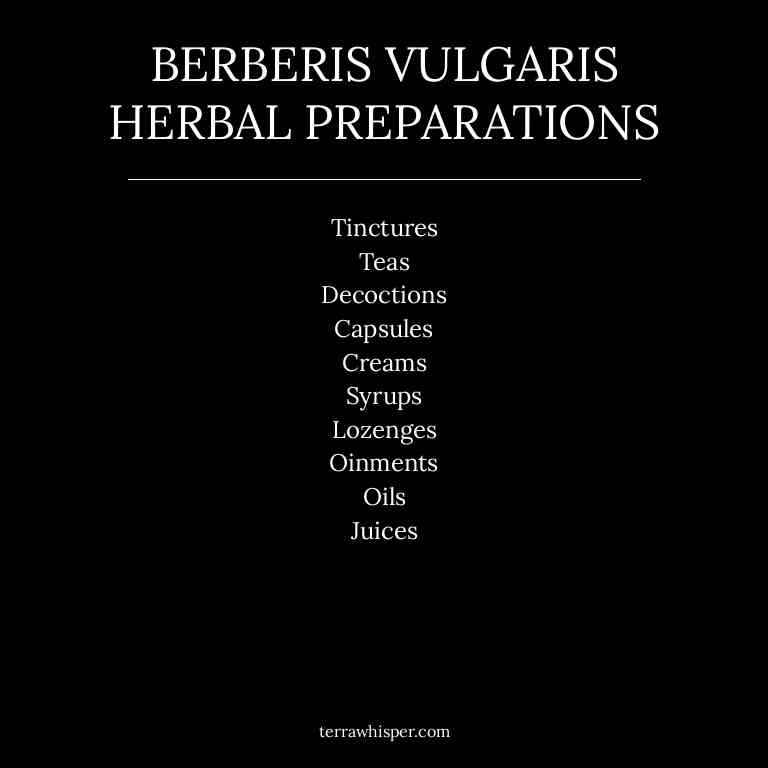 BERBERIS VULGARIS
HERBAL PREPARATIONS
Tinctures
Teas
Decoctions
Capsules
Creams
Syrups
Lozenges
Oinments
Oils
Juices
terrawhisper.com